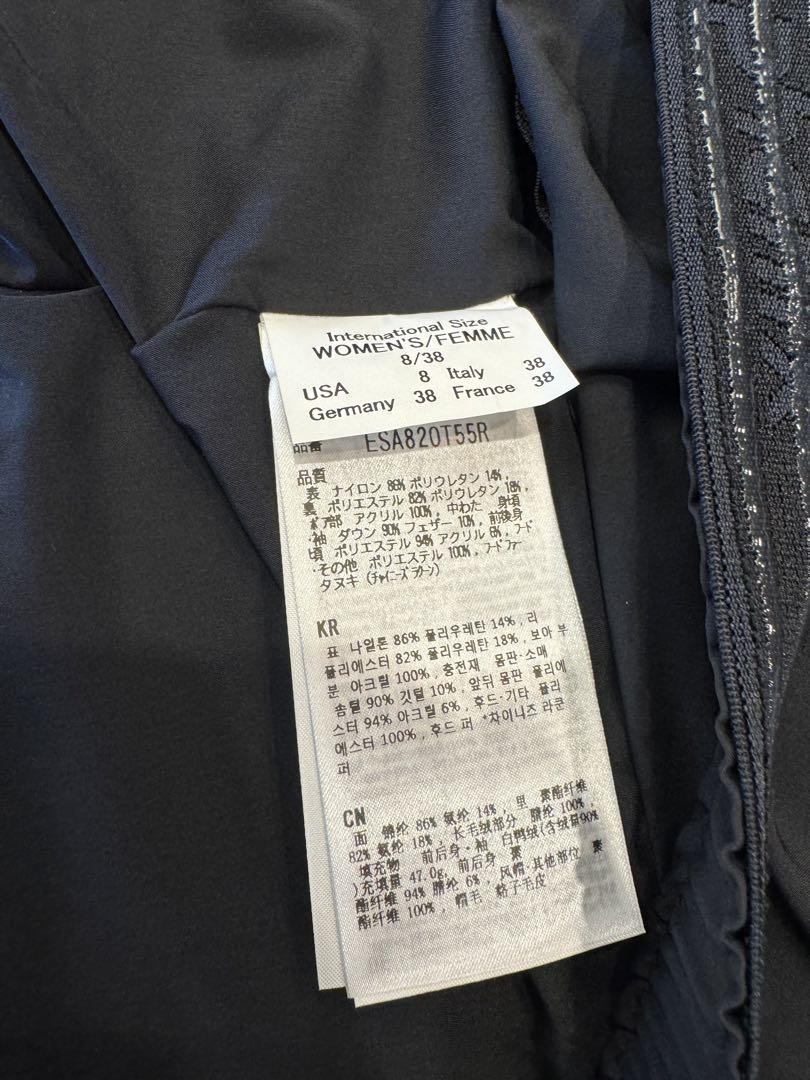 International Size
WOMEN'S/FEMME
8/38
USA 8 Italy 38
Germany 38 France 38
品番 ESA820T55R
品質
表 ナイロン 86% ポリウレタン 14%,
裏 ポリエステル 82% ポリウレタン 18%,
ボア部 アクリル 100%, 中わた 身頃
・袖 ダウン 90% フェザー 10%, 前後身
頃 ポリエステル 94% アクリル 6%, フード
・その他 ポリエステル 100%, フードファー
タヌキ (チャイニーズラクーン)
KR
표 나일론 86% 폴리우레탄 14%, 리
폴리에스터 82% 폴리우레탄 18%, 보아 부
분 아크릴 100%, 충전재 몸판·소매
솜털 90% 깃털 10%, 앞뒤 몸판 폴리에
스터 94% 아크릴 6%, 후드·기타 폴리
에스터 100%, 후드 퍼 *차이니즈 라쿤
퍼
CN
面 锦纶 86% 氨纶 14%, 里 聚酯纤维
82% 氨纶 18%, 长毛绒部分 腈纶 100%,
填充物 前后身・袖 白鸭绒(含绒量90%
)充填量 47.0g, 前后身 聚
酯纤维 94% 腈纶 6%, 风帽・其他部位 聚
酯纤维 100%, 帽毛 貉子毛皮